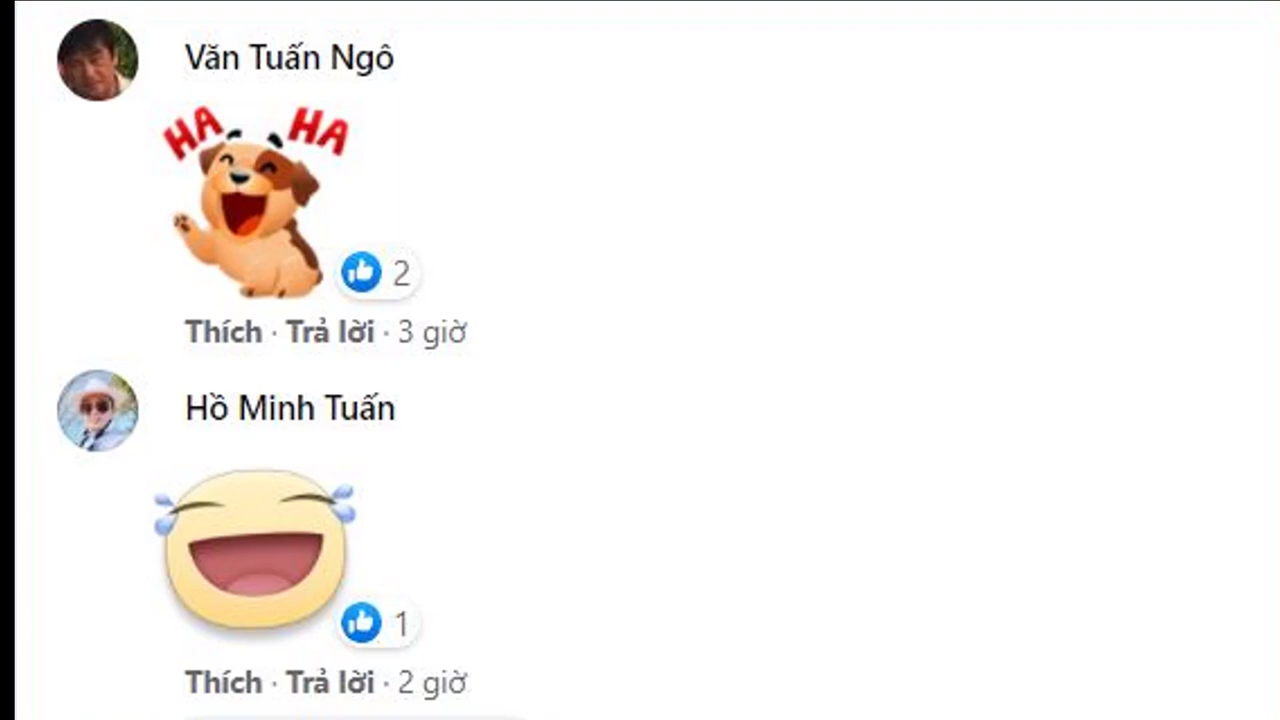 Văn Tuấn Ngô
HA HA
2
Thích · Trả lời · 3 giờ
Hồ Minh Tuấn
1
Thích · Trả lời · 2 giờ